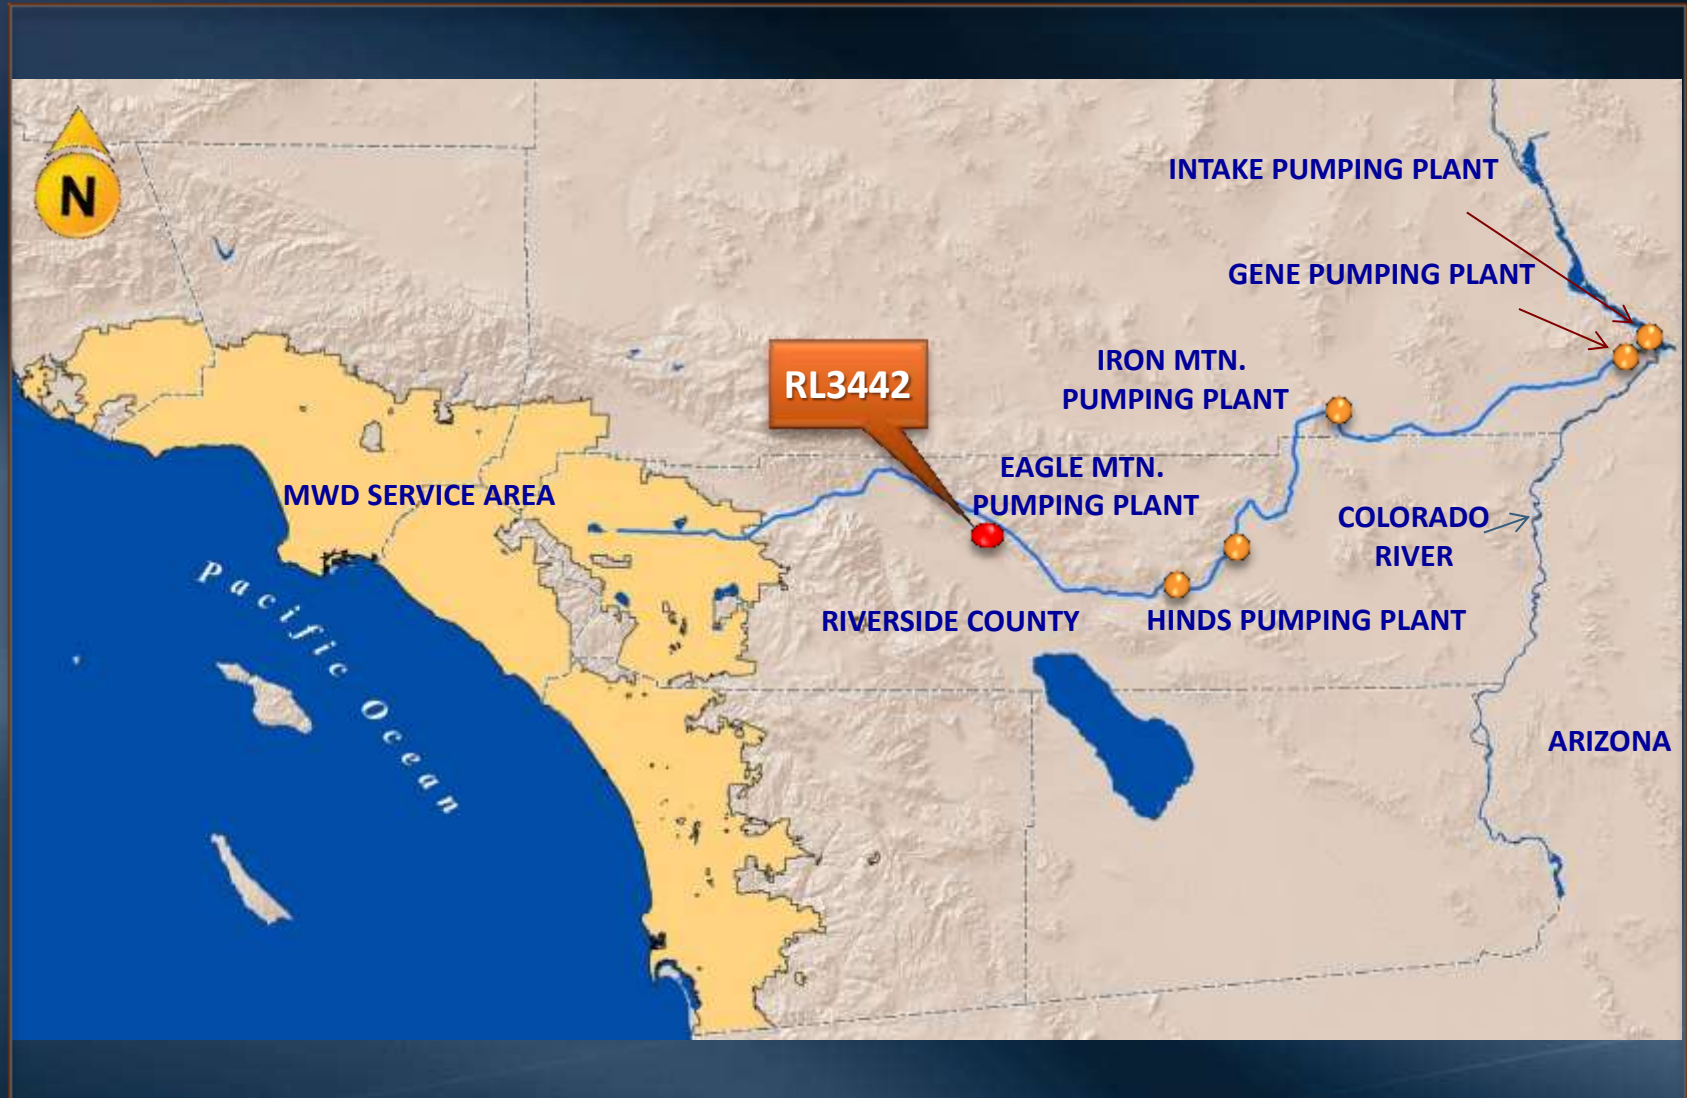 N
INTAKE PUMPING PLANT
GENE PUMPING PLANT
IRON MTN.
PUMPING PLANT
RL3442
EAGLE MTN.
PUMPING PLANT
MWD SERVICE AREA
COLORADO
RIVER
RIVERSIDE COUNTY
HINDS PUMPING PLANT
Pacific Ocean
ARIZONA